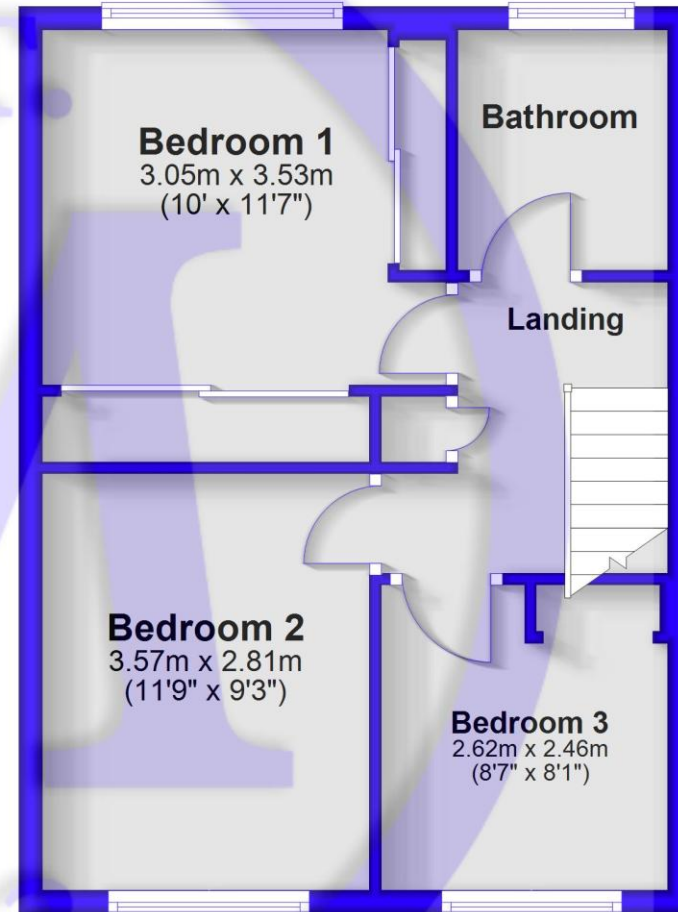 Bedroom 1
3.05m x 3.53m
(10' x 11'7")
Bathroom
Landing
Bedroom 2
3.57m x 2.81m
(11'9" x 9'3")
Bedroom 3
2.62m x 2.46m
(8'7" x 8'1")